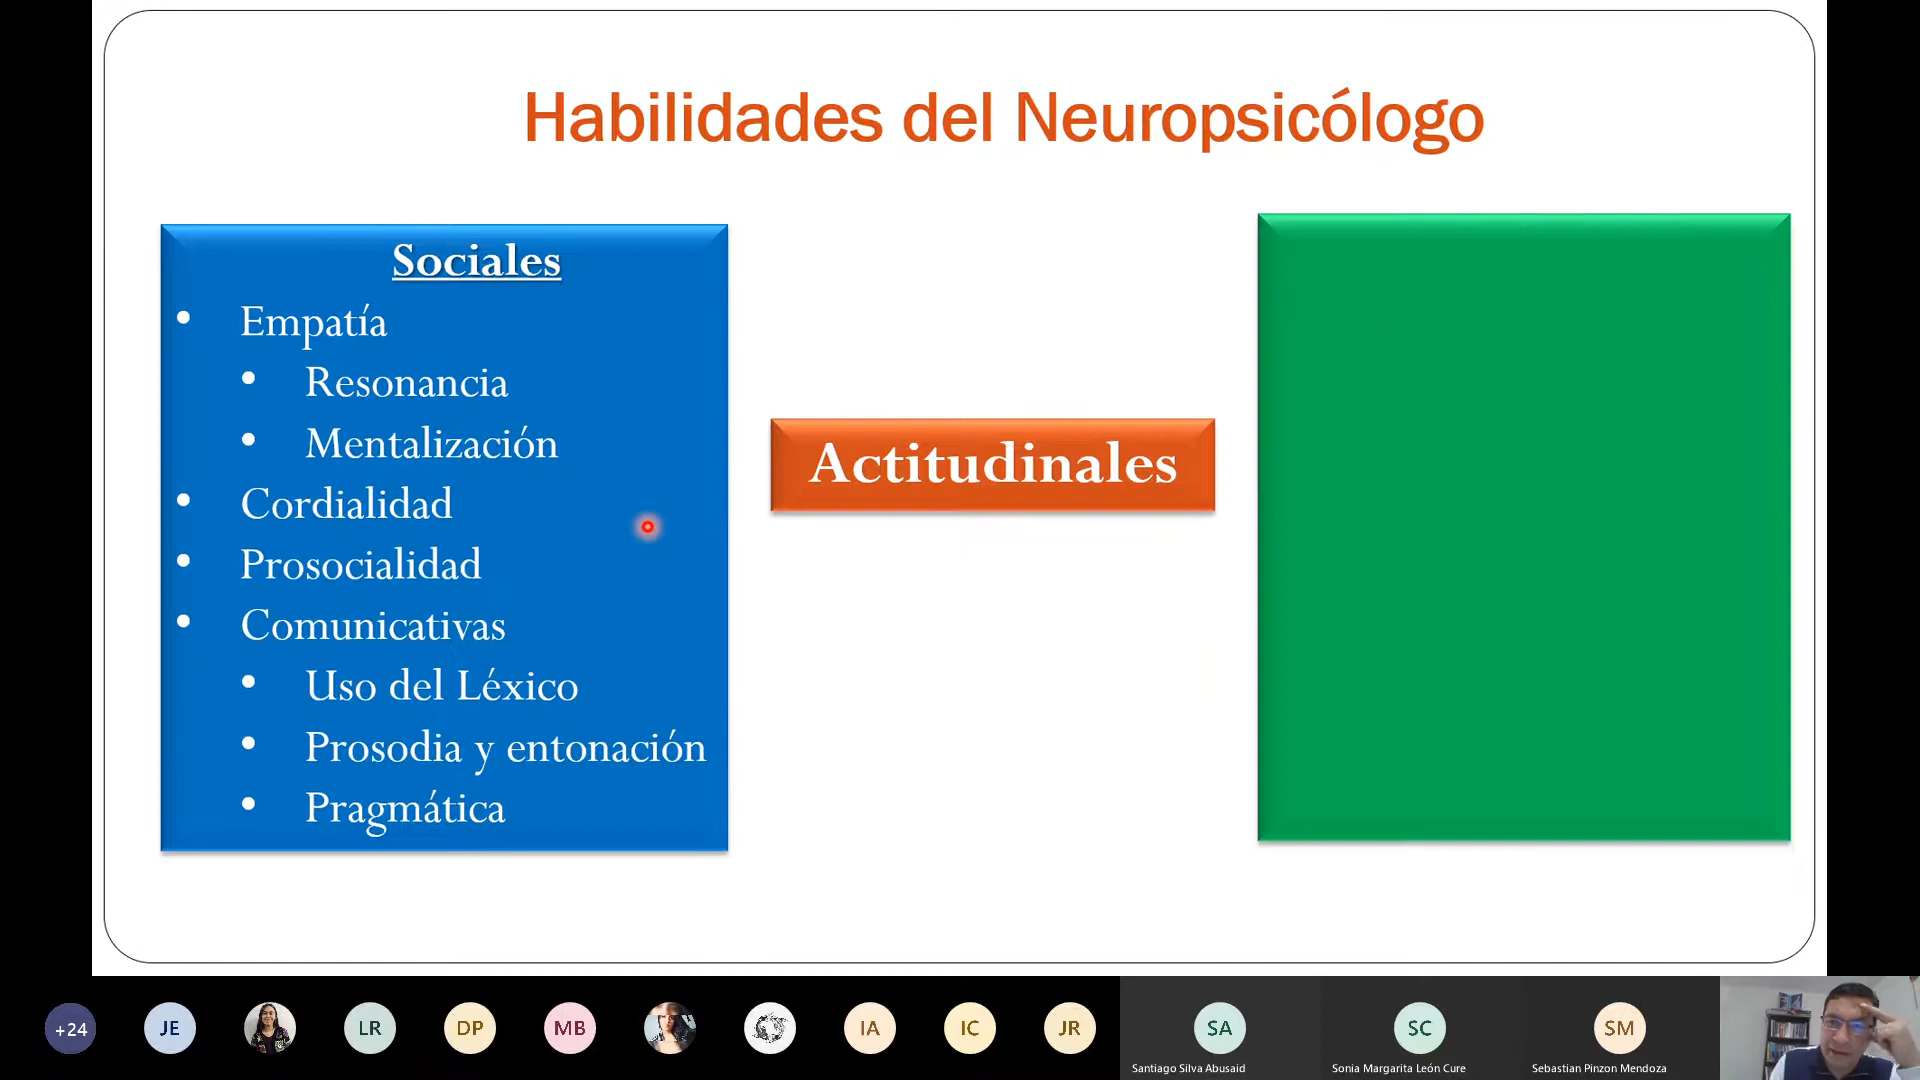 Habilidades del Neuropsicólogo
Sociales
• Empatía
• Resonancia
• Mentalización
• Cordialidad
• Prosocialidad
• Comunicativas
• Uso del Léxico
• Prosodia y entonación
• Pragmática
Actitudinales
+24
JE
LR
DP
MB
IA
IC
JR
SA
SC
SM
Santiago Silva Abusaid
Sonia Margarita León Cure
Sebastian Pinzon Mendoza